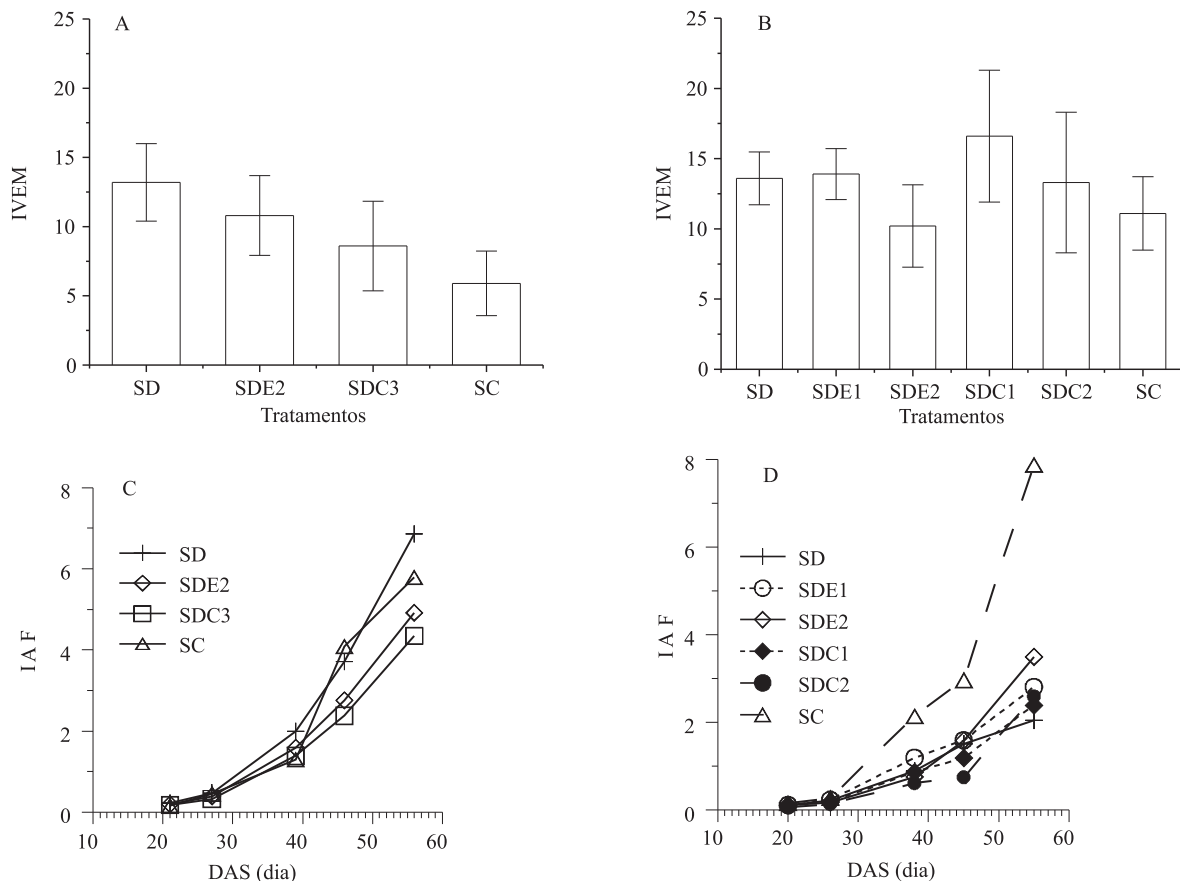 A
25
20
15
10
5
0
IVEM
SD SDE2 SDC3 SC
Tratamentos
B
25
20
15
10
5
0
IVEM
SD SDE1 SDE2 SDC1 SDC2 SC
Tratamentos
C
8
6
4
2
0
I A F
SD
SDE2
SDC3
SC
10 20 30 40 50 60
DAS (dia)
D
8
6
4
2
0
I A F
SD
SDE1
SDE2
SDC1
SDC2
SC
10 20 30 40 50 60
DAS (dia)